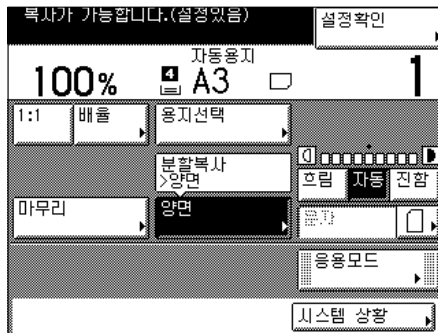 복사가 가능합니다.(설정있음)
설정확인
자동용지
100%
4
A3
1
1:1
배율
용지선택
분할복사
>양면
흐림
자동
진함
마무리
양면
문자
응용모드
시스템 상황